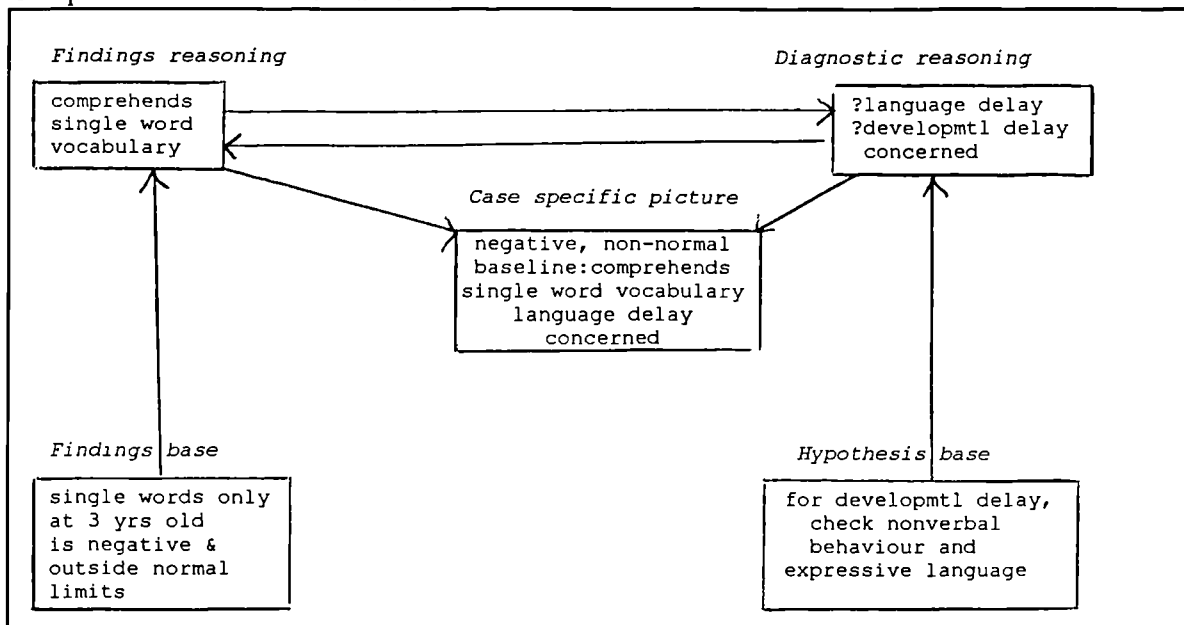 Findings reasoning
Diagnostic reasoning
comprehends
single word
vocabulary
?language delay
?developmtl delay
concerned
Case specific picture
negative, non-normal
baseline:comprehends
single word vocabulary
language delay
concerned
Findings base
Hypothesis base
single words only
at 3 yrs old
is negative &
outside normal
limits
for developmtl delay,
check nonverbal
behaviour and
expressive language